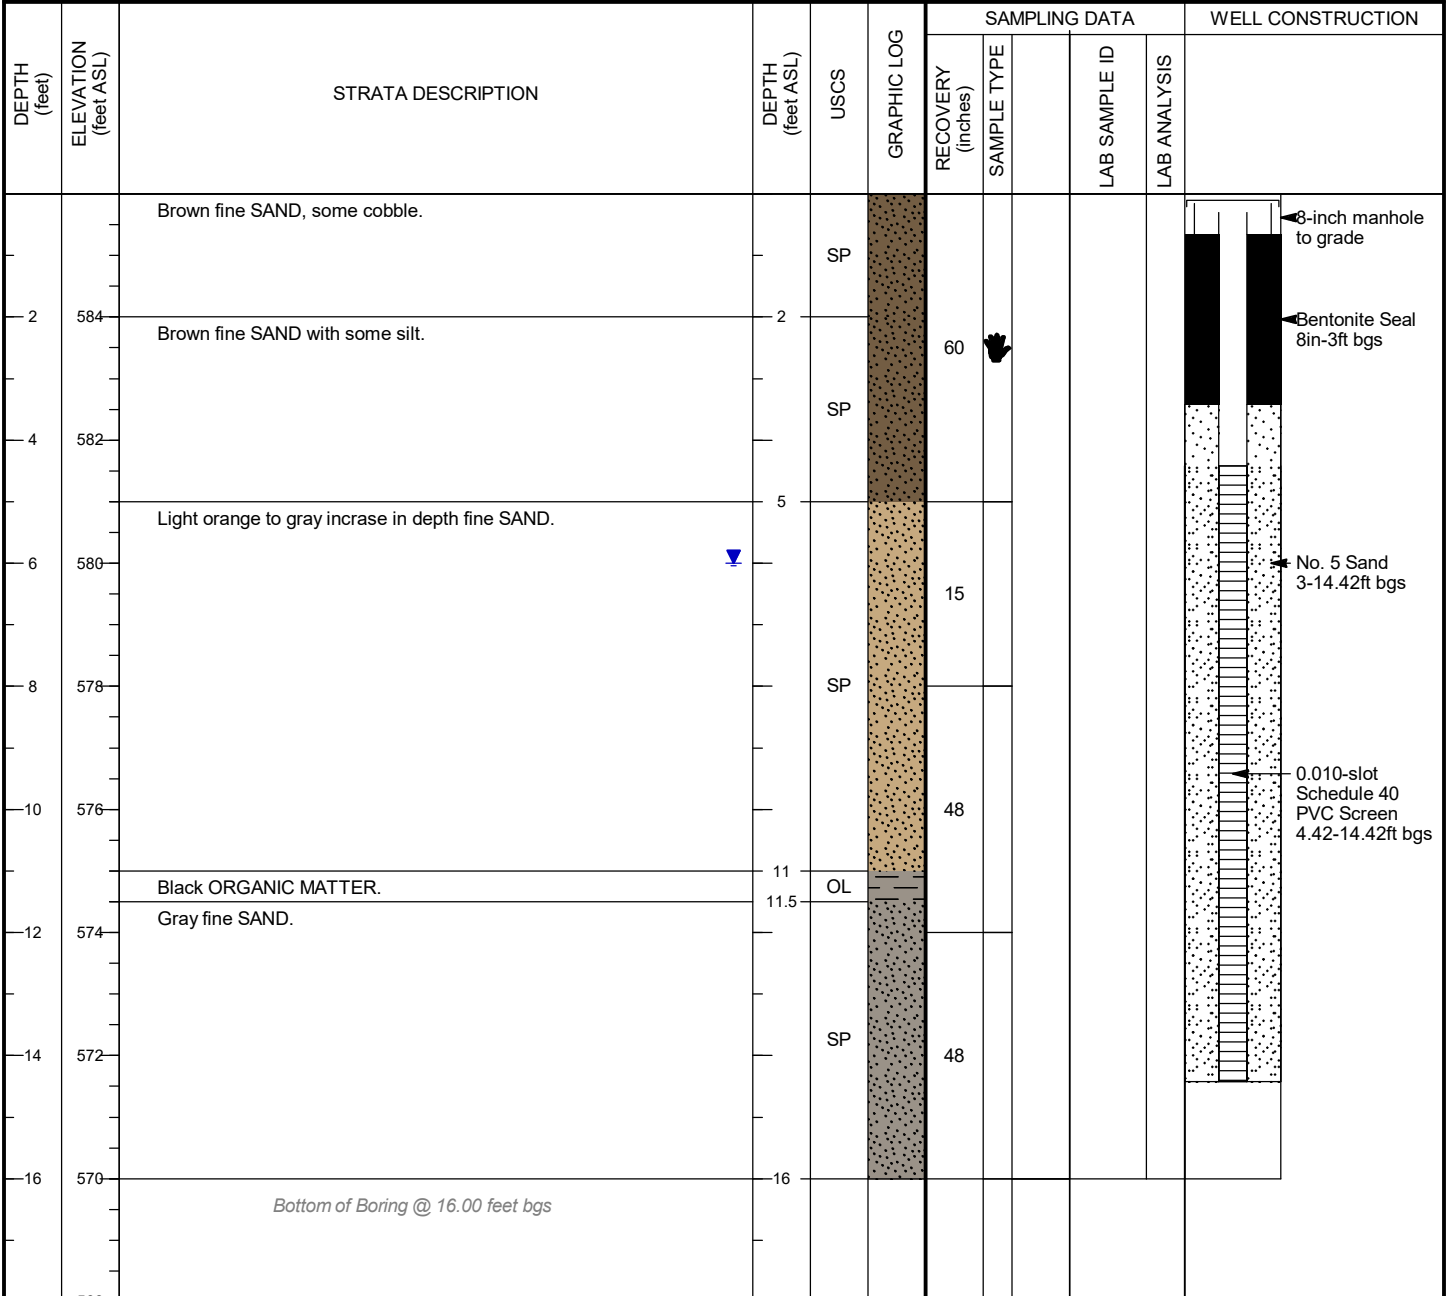 SAMPLING DATA
WELL CONSTRUCTION
DEPTH
(feet)
ELEVATION
(feet ASL)
STRATA DESCRIPTION
DEPTH
(feet ASL)
USCS
GRAPHIC LOG
RECOVERY
(inches)
SAMPLE TYPE
LAB SAMPLE ID
LAB ANALYSIS
Brown fine SAND, some cobble.
SP
8-inch manhole
to grade
2
584
Brown fine SAND with some silt.
2
SP
60
Bentonite Seal
8in-3ft bgs
4
582
5
Light orange to gray incrase in depth fine SAND.
6
580
15
No. 5 Sand
3-14.42ft bgs
8
578
SP
10
576
48
0.010-slot
Schedule 40
PVC Screen
4.42-14.42ft bgs
11
Black ORGANIC MATTER.
OL
11.5
Gray fine SAND.
12
574
14
572
SP
48
16
570
16
Bottom of Boring @ 16.00 feet bgs